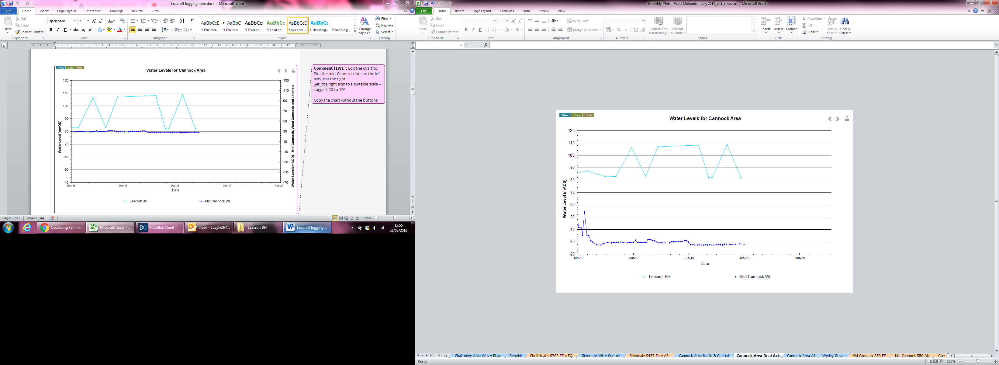 Leacroft logging note.docx - Microsoft Word
File Home Insert Page Layout References Mailings Review View
Paste
Cut
Copy
Format Painter
Open Sans 11
Clipboard Font Paragraph Styles Editing
AaBbCcD • AaBbC AaBbCc AaBbCc AaBbCcD AaBbCc
¶ Environ... ¶ Environ... ¶ Environ... ¶ Environ... Environm... ¶ Heading... ¶ heading...
Change Styles
Find
Replace
Select
Menu Copy Print
Water Levels for Cannock Area
120
110
100
90
80
70
60
50
40
130
110
90
70
50
30
10
-10
-30
-50
-70
Water Level (mAOD)
Water Level (mAOD) - Mid Cannock, West Cannock and Littleton
Dec-16 Dec-17 Dec-18 Dec-19 Dec-20
Date
Leacroft BH Mid Cannock WL
Comment [IW1]: Edit the chart to:
Plot the mid Cannock data on the left
axis, not the right.
Set the right axis to a suitable scale –
suggest 20 to 120
Copy the chart without the buttons
Page: 2 of 5 Words: 344 120%
Oscillating Fan - 3... Microsoft Excel - ... MiCollab Client Inbox - LucyFull@... Leacroft BH Leacroft logging ...
13:55
29/07/2019
Monthly Plots - West Midlands - July 2019_iss1_rev.xlsm - Microsoft Excel
File Home Insert Page Layout Formulas Data Review View
Paste
Cut
Copy
Format Painter
Wrap Text
Merge & Center
Conditional Formatting
Format as Table
Insert Delete Format
AutoSum
Fill
Clear
Sort & Filter
Find & Select
Clipboard Font Alignment Number Styles Cells Editing
Menu Copy Print
Water Levels for Cannock Area
120
110
100
90
80
70
60
50
40
30
20
Water Level (mAOD)
Jun-16 Jun-17 Jun-18 Jun-19 Jun-20
Date
Leacroft BH Mid Cannock WL
Menu Chatterley Area WLs v Flow Berryhill Chell Heath S703 FE v FQ Silverdale WL v Control Silverdale S457 Fe v AB Cannock Area North & Central Cannock Area Dual Axis Cannock Area All Wyrley Grove Mid Cannock S50 FE Mid Cannock S50 AN Cann
Ready 100%